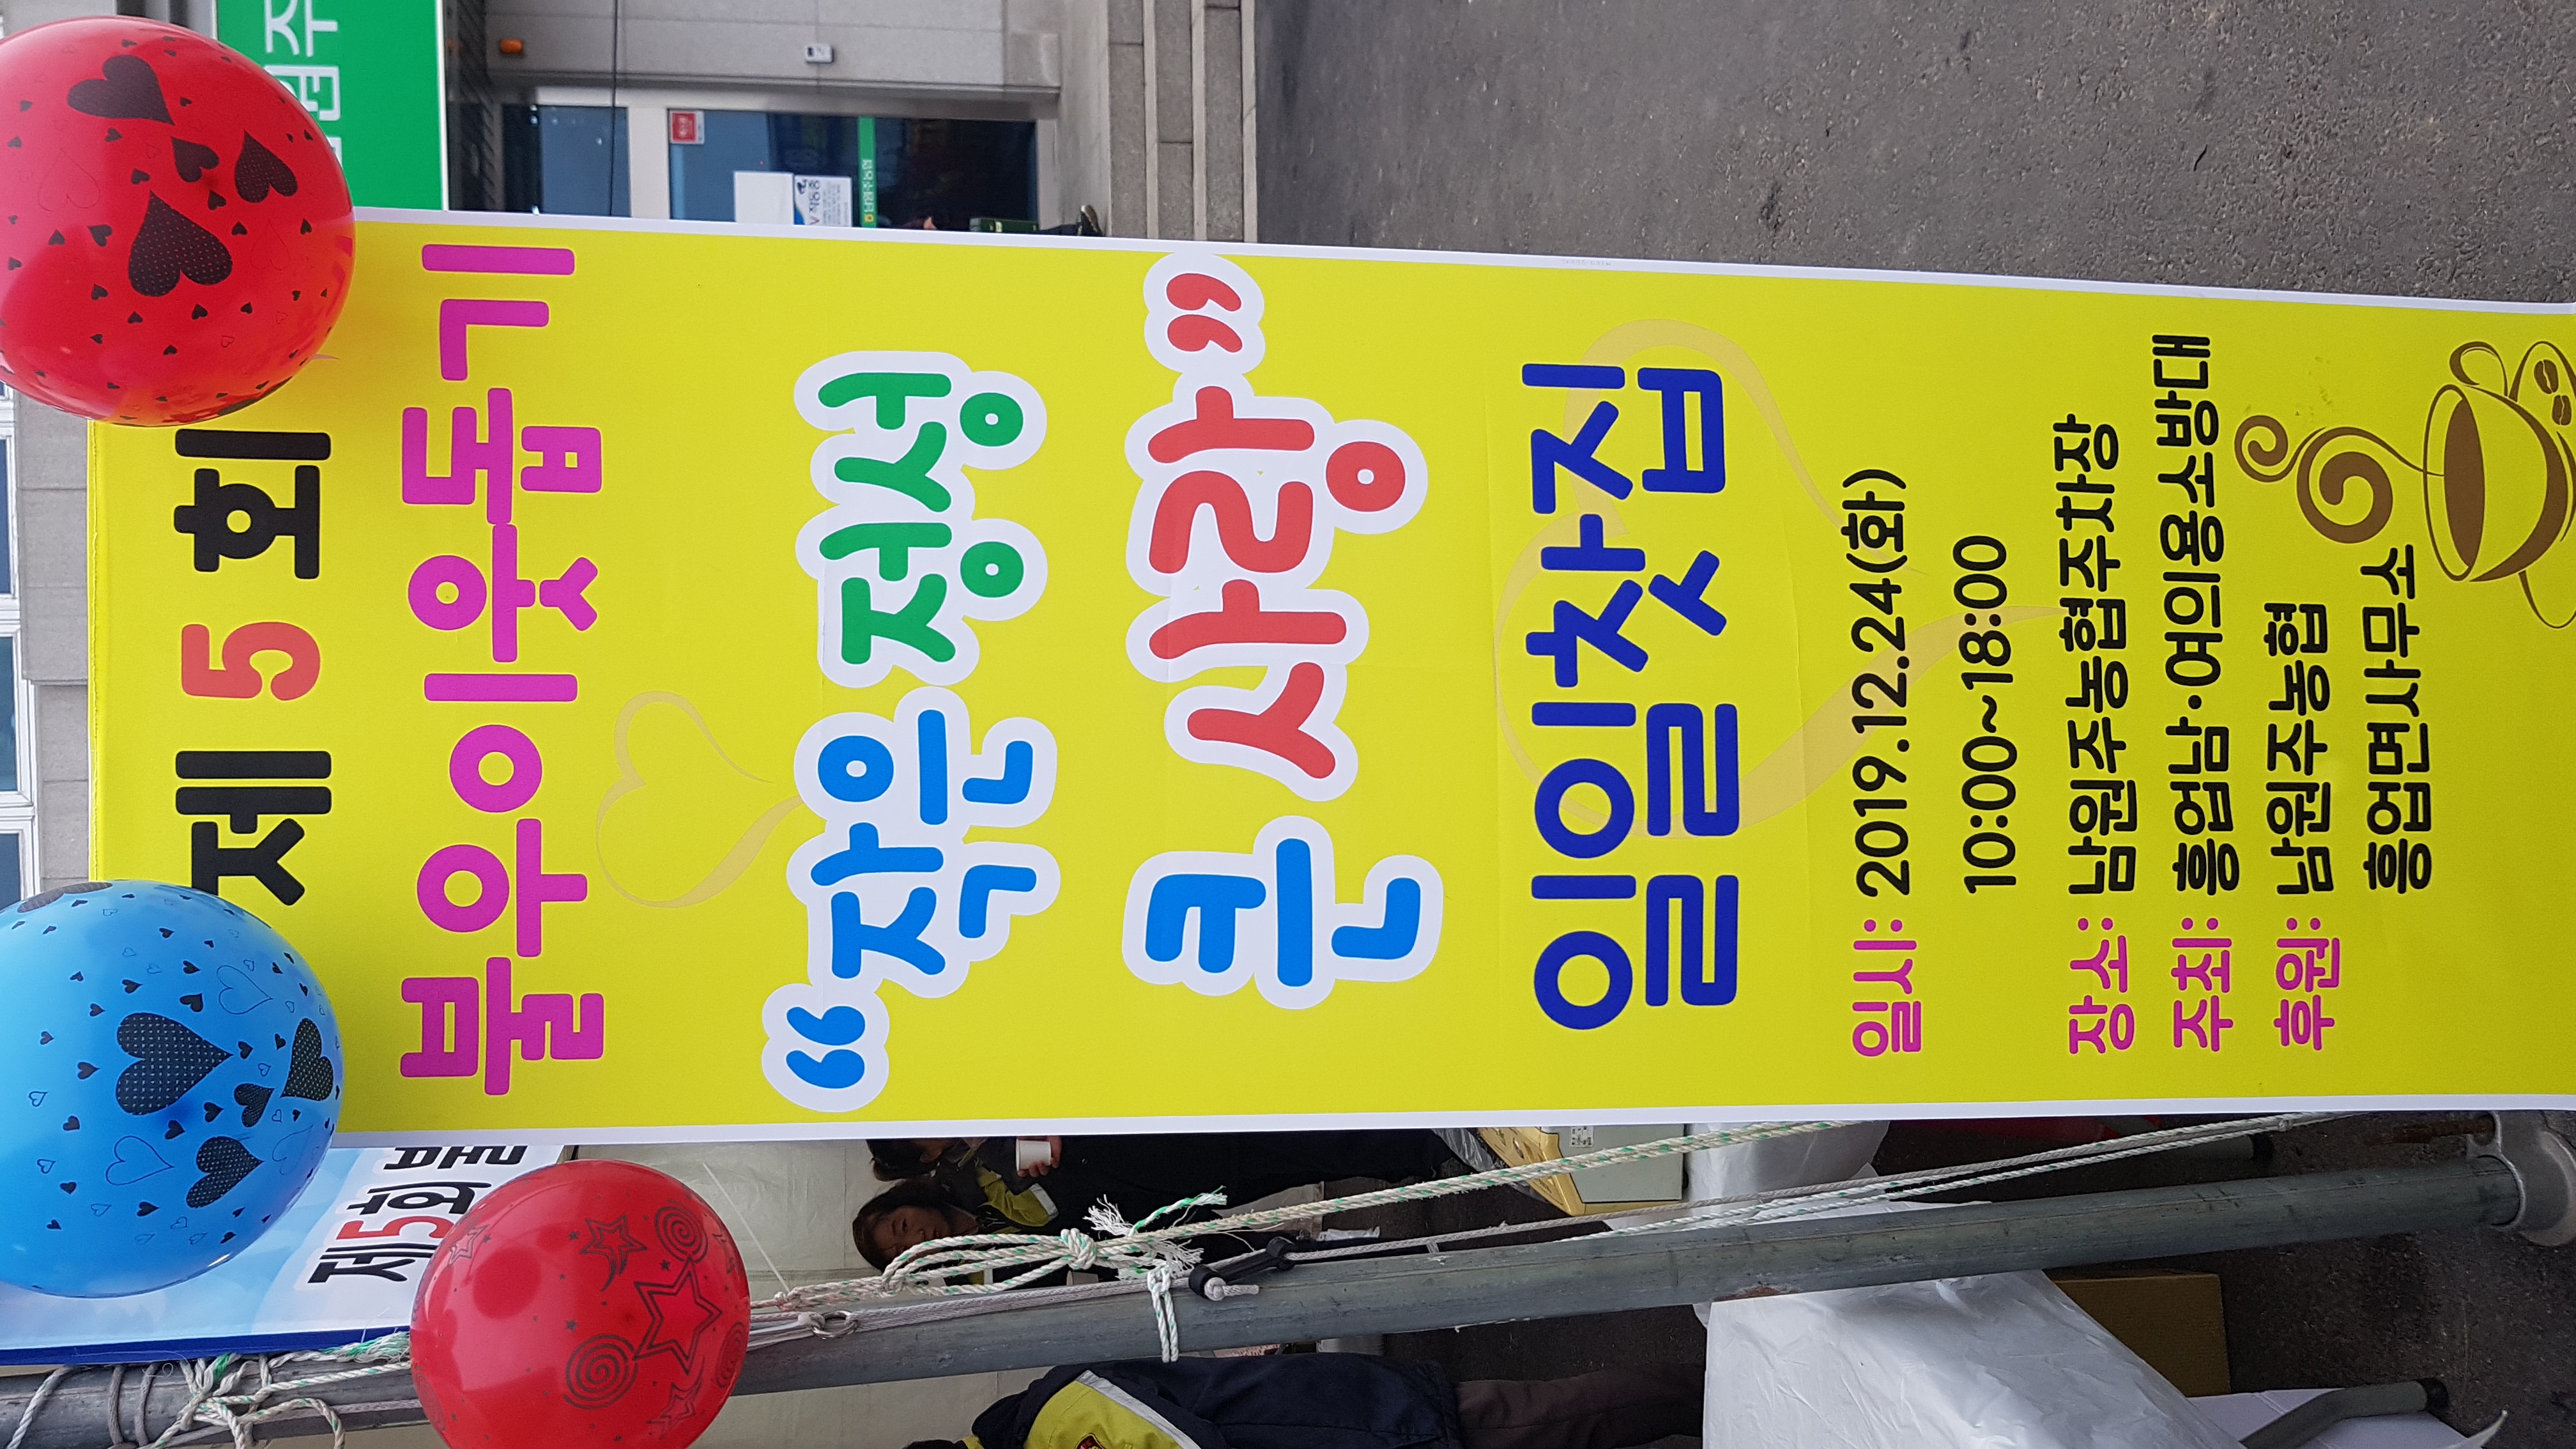 제 5 회
불우이웃돕기
“작은 정성
큰 사랑”
일일찻집
일시: 2019.12.24(화)
10:00~18:00
장소: 남원주농협주차장
주최: 흥업남·여의용소방대
후원: 남원주농협
흥업면사무소
제5회 불